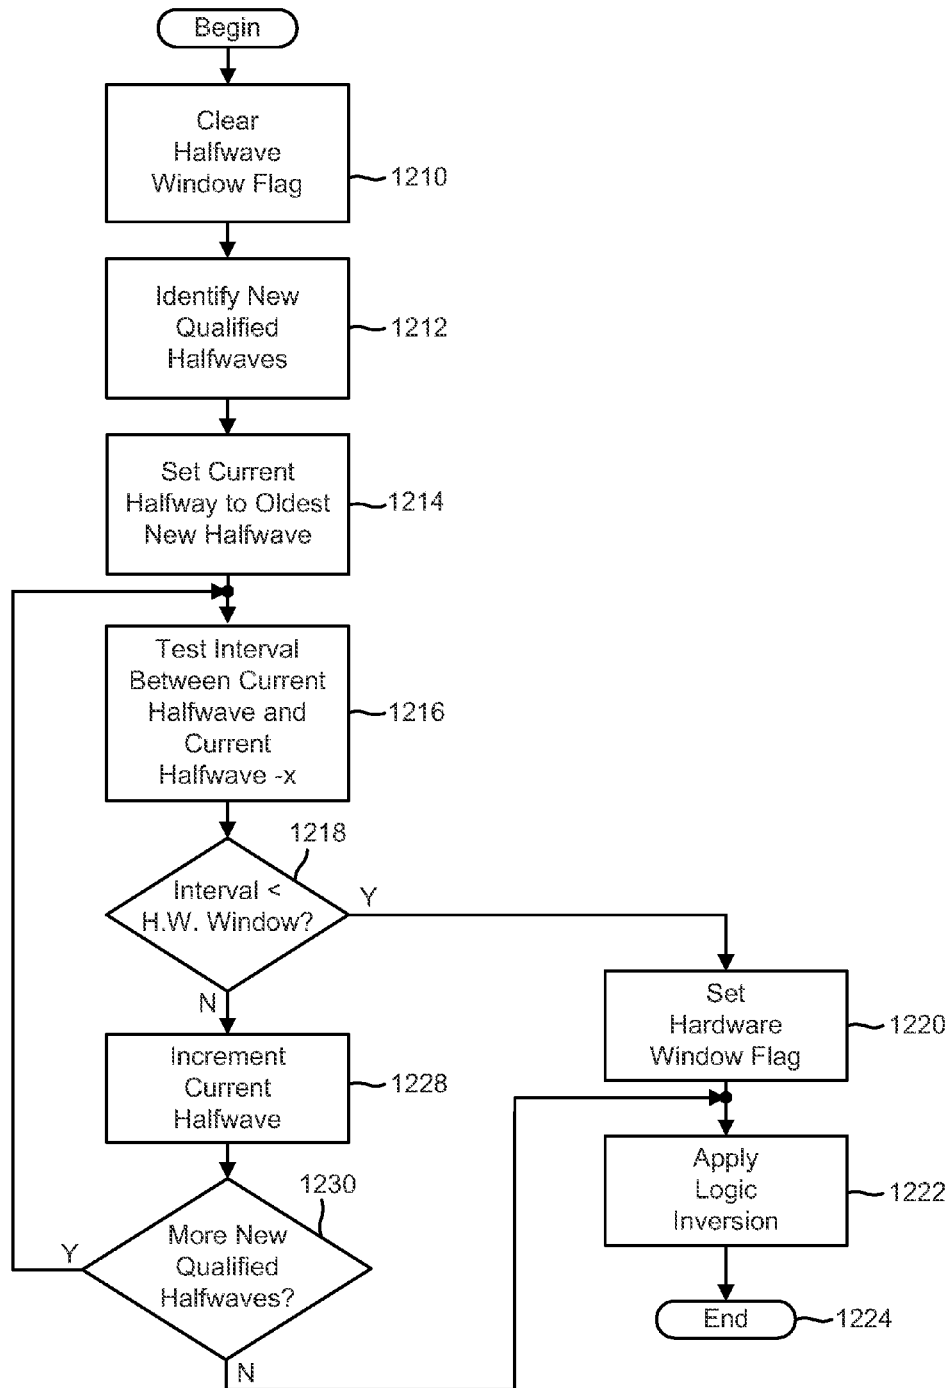 Begin
Clear
Halfwave
Window Flag
1210
Identify New
Qualified
Halfwaves
1212
Set Current
Halfway to Oldest
New Halfwave
1214
Test Interval
Between Current
Halfwave and
Current
Halfwave -x
1216
1218
Interval <
H.W. Window?
Y
N
Set
Hardware
Window Flag
1220
Increment
Current
Halfwave
1228
Apply
Logic
Inversion
1222
1230
More New
Qualified
Halfwaves?
Y
N
End
1224